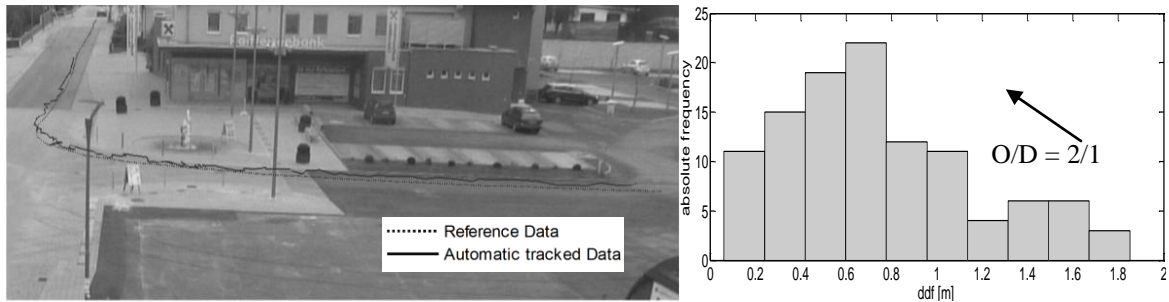 Raiffeisenbank
Reference Data
Automatic tracked Data
25
20
15
10
5
0
absolute frequency
O/D = 2/1
0
0.2
0.4
0.6
0.8
1
1.2
1.4
1.6
1.8
2
ddf [m]